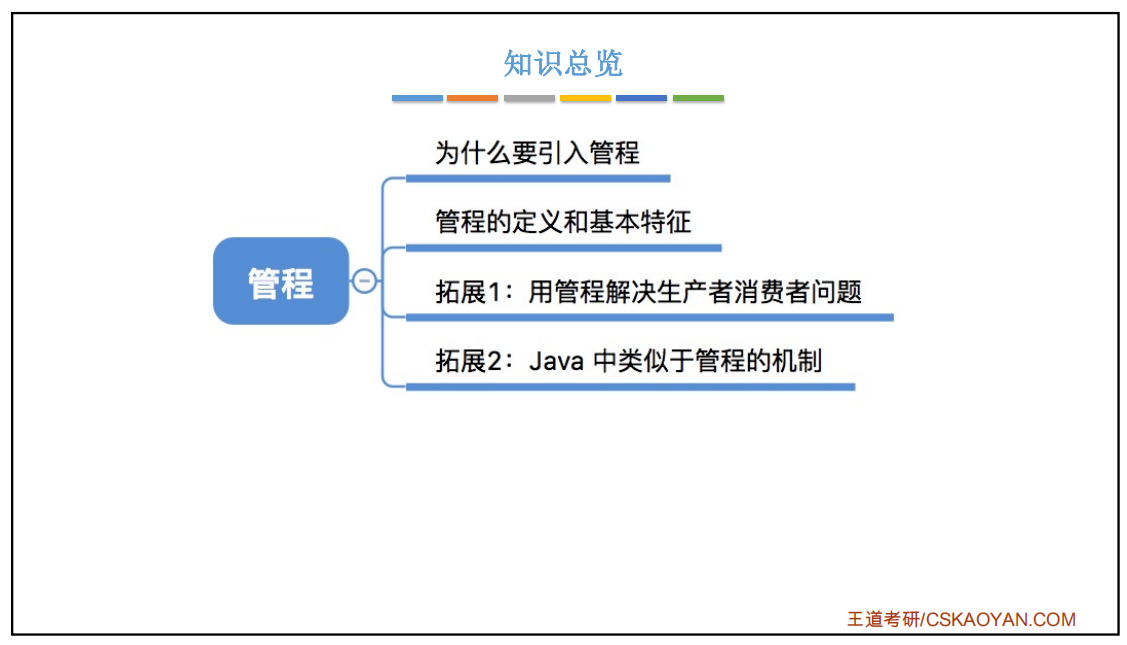 知识总览
为什么要引入管程
管程的定义和基本特征
管程
拓展1：用管程解决生产者消费者问题
拓展2：Java 中类似于管程的机制
王道考研/CSKAOYAN.COM